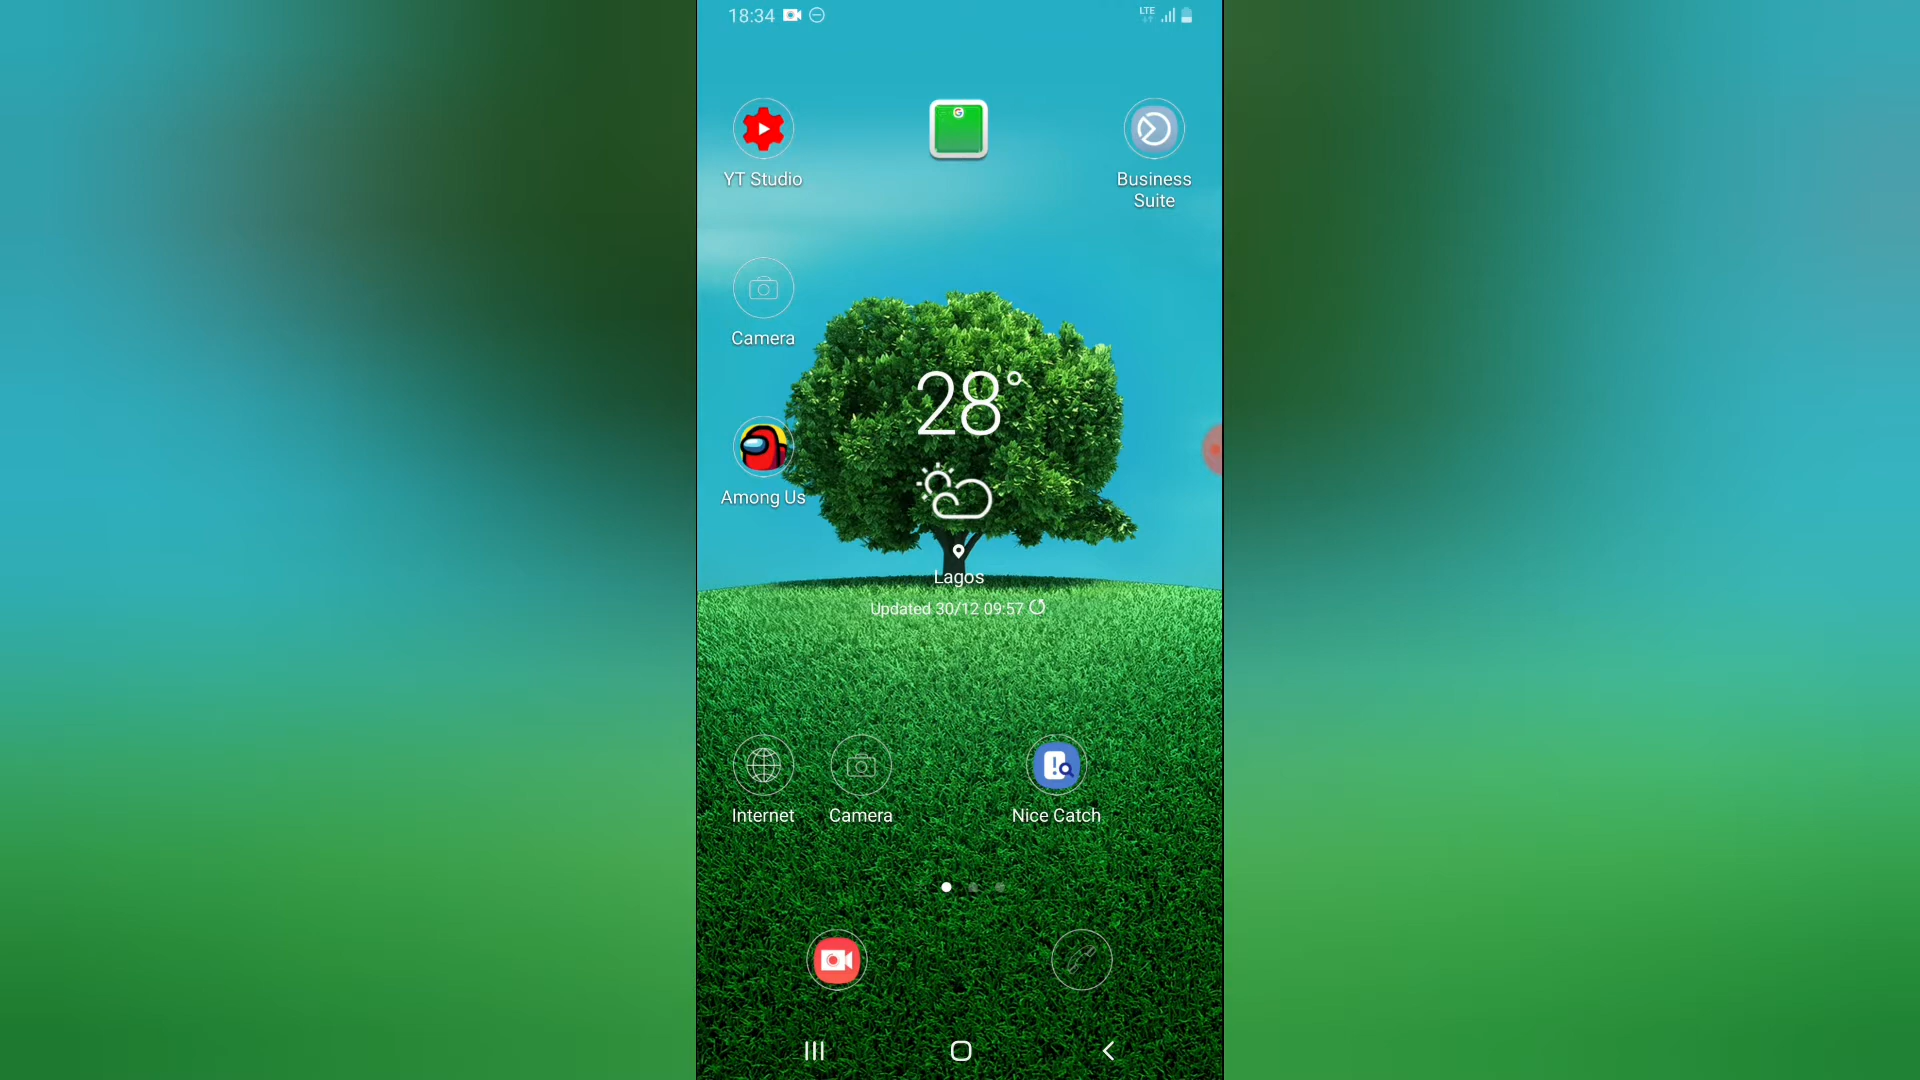 18:34
LTE
YT Studio
Business
Suite
Camera
28°
Among Us
Lagos
Updated 30/12 09:57
Internet
Camera
Nice Catch